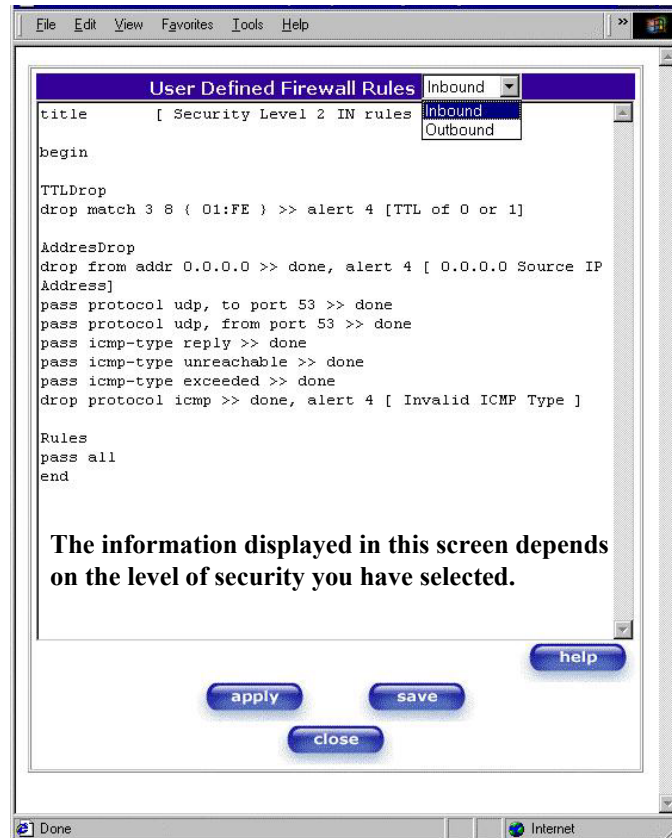 File Edit View Favorites Tools Help »
User Defined Firewall Rules Inbound
Inbound
Outbound
title [ Security Level 2 IN rules
begin
TTLDrop
drop match 3 8 { 01:FE } >> alert 4 [TTL of 0 or 1]
AddresDrop
drop from addr 0.0.0.0 >> done, alert 4 [ 0.0.0.0 Source IP
Address]
pass protocol udp, to port 53 >> done
pass protocol udp, from port 53 >> done
pass icmp-type reply >> done
pass icmp-type unreachable >> done
pass icmp-type exceeded >> done
drop protocol icmp >> done, alert 4 [ Invalid ICMP Type ]
Rules
pass all
end
The information displayed in this screen depends
on the level of security you have selected.
help
apply save
close
Done Internet